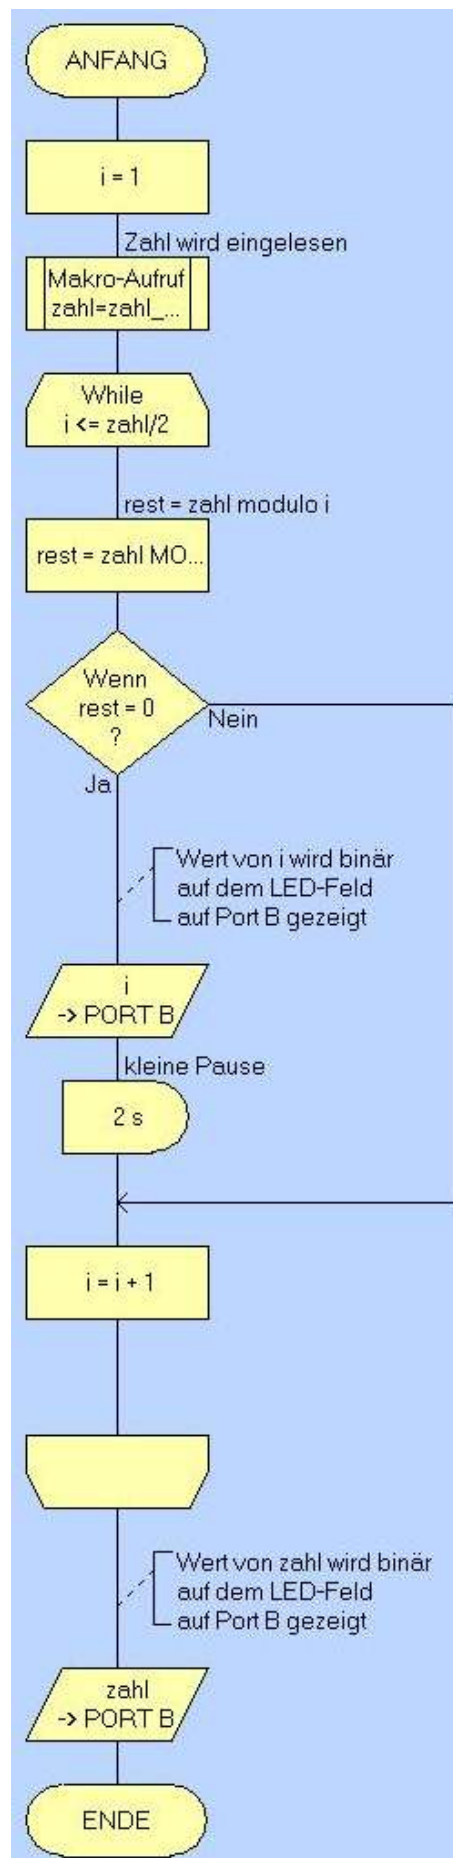 ANFANG
i = 1
Zahl wird eingelesen
Makro-Aufruf
zahl=zahl_...
While
i <= zahl/2
rest = zahl modulo i
rest = zahl MO...
Wenn
rest = 0
?
Nein
Ja
Wert von i wird binär
auf dem LED-Feld
auf Port B gezeigt
i
-> PORT B
kleine Pause
2 s
i = i + 1
Wert von zahl wird binär
auf dem LED-Feld
auf Port B gezeigt
zahl
-> PORT B
ENDE